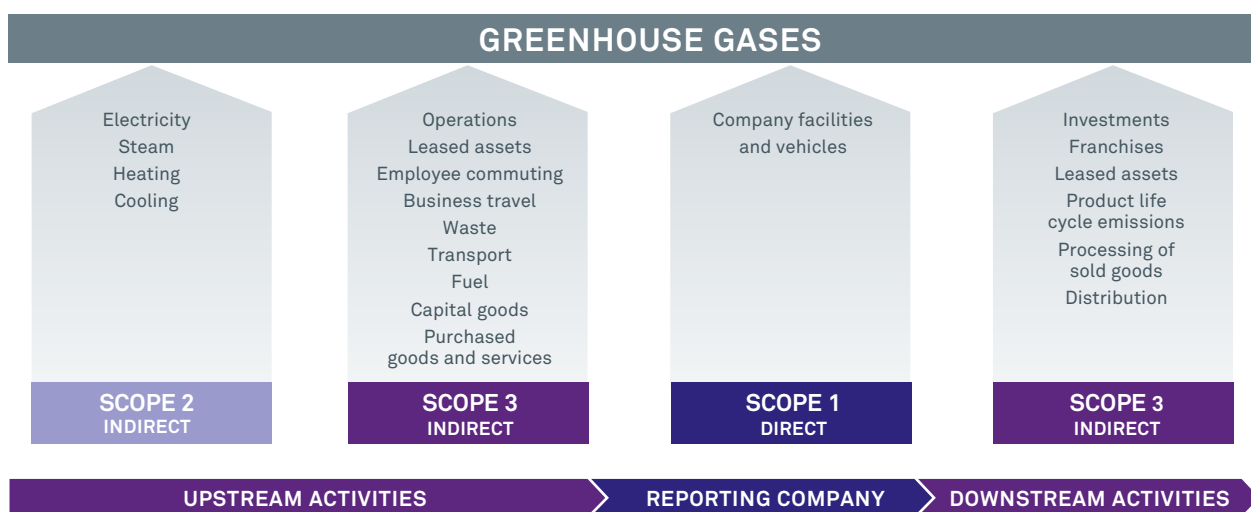 GREENHOUSE GASES
Electricity
Steam
Heating
Cooling
SCOPE 2
INDIRECT
Operations
Leased assets
Employee commuting
Business travel
Waste
Transport
Fuel
Capital goods
Purchased
goods and services
SCOPE 3
INDIRECT
Company facilities
and vehicles
SCOPE 1
DIRECT
Investments
Franchises
Leased assets
Product life
cycle emissions
Processing of
sold goods
Distribution
SCOPE 3
INDIRECT
UPSTREAM ACTIVITIES
REPORTING COMPANY
DOWNSTREAM ACTIVITIES